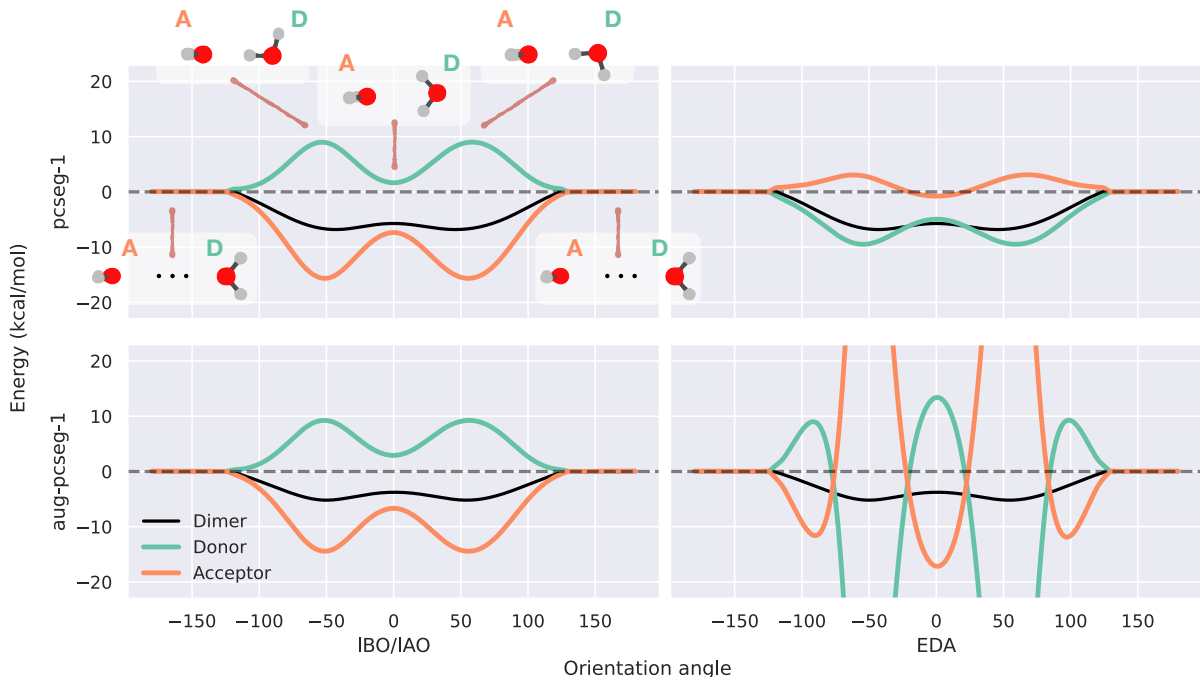 A D A D
A D
20
10
0
−10
−20
pcseg-1
A D A D
20
10
0
−10
−20
aug-pcseg-1
Energy (kcal/mol)
Dimer
Donor
Acceptor
−150 −100 −50 0 50 100 150 −150 −100 −50 0 50 100 150
IBO/IAO EDA
Orientation angle